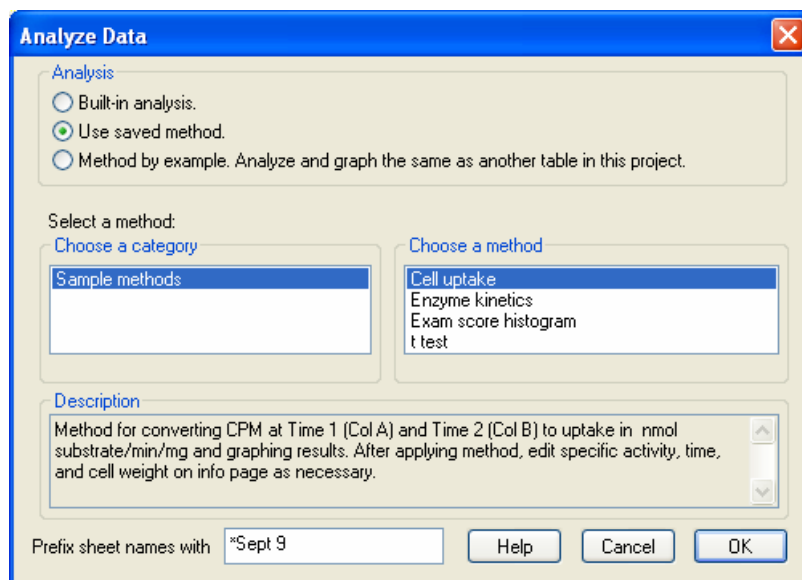 Analyze Data
Analysis
Built-in analysis.
Use saved method.
Method by example. Analyze and graph the same as another table in this project.
Select a method:
Choose a category
Sample methods
Choose a method
Cell uptake
Enzyme kinetics
Exam score histogram
t test
Description
Method for converting CPM at Time 1 (Col A) and Time 2 (Col B) to uptake in nmol
substrate/min/mg and graphing results. After applying method, edit specific activity, time,
and cell weight on info page as necessary.
Prefix sheet names with *Sept 9 Help Cancel OK